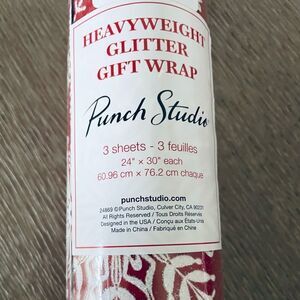 HEAVYWEIGHT
GLITTER
GIFT WRAP
Punch Studio
3 sheets - 3 feuilles
24" x 30" each
60.96 cm x 76.2 cm chaque
punchstudio.com
24869 ©Punch Studio, Culver City, CA 90231
All Rights Reserved / Tous Droits Réservés
Designed in the USA / Conçu aux États-Unis
Made in China / Fabriqué en Chine